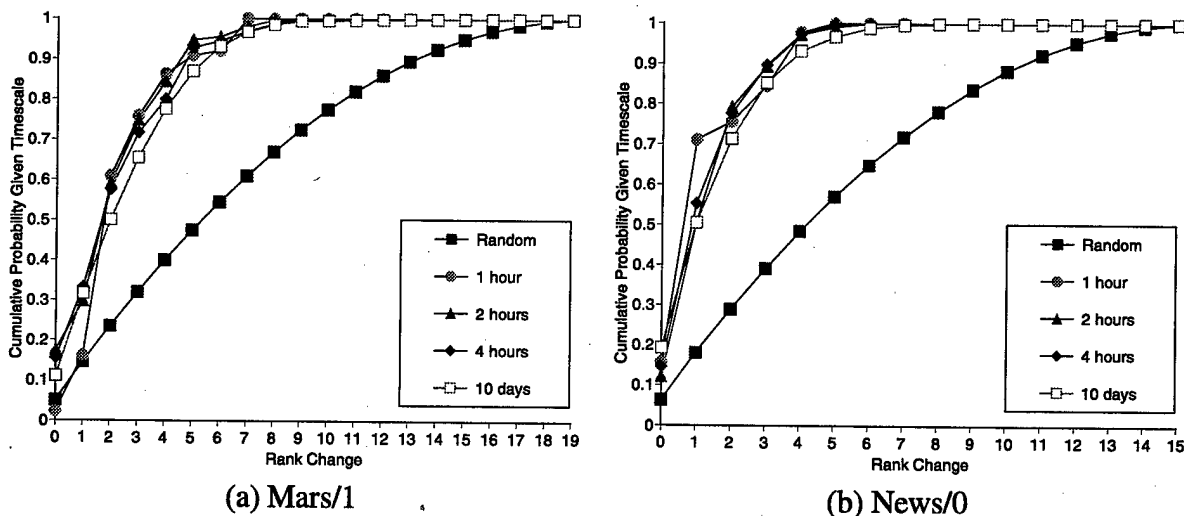 Cumulative Probability Given Timescale
1
0.9
0.8
0.7
0.6
0.5
0.4
0.3
0.2
0.1
0
0 1 2 3 4 5 6 7 8 9 10 11 12 13 14 15 16 17 18 19
Rank Change
Random
1 hour
2 hours
4 hours
10 days
(a) Mars/1
Cumulative Probability Given Timescale
1
0.9
0.8
0.7
0.6
0.5
0.4
0.3
0.2
0.1
0
0 1 2 3 4 5 6 7 8 9 10 11 12 13 14 15
Rank Change
Random
1 hour
2 hours
4 hours
10 days
(b) News/0